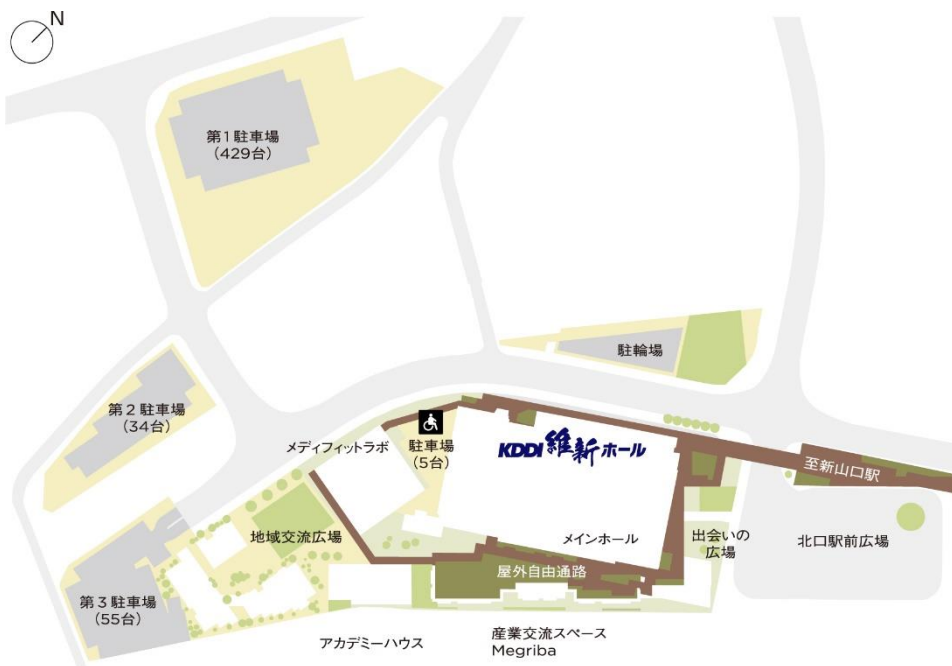 N
第1駐車場
(429台)
駐輪場
第2駐車場
(34台)
メディフィットラボ
駐車場
(5台)
KDDI維新ホール
至新山口駅
地域交流広場
メインホール
出会いの
広場
北口駅前広場
屋外自由通路
第3駐車場
(55台)
アカデミーハウス
産業交流スペース
Megriba